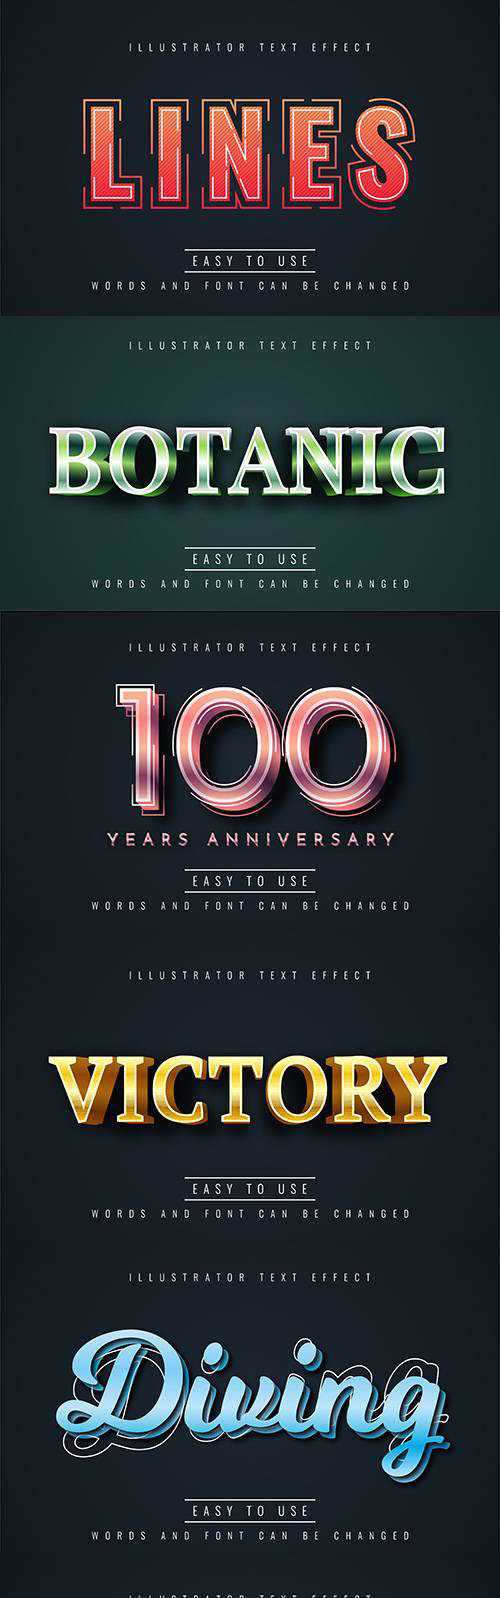 ILLUSTRATOR TEXT EFFECT
LINES
EASY TO USE
WORDS AND FONT CAN BE CHANGED
ILLUSTRATOR TEXT EFFECT
BOTANIC
EASY TO USE
WORDS AND FONT CAN BE CHANGED
ILLUSTRATOR TEXT EFFECT
100
YEARS ANNIVERSARY
EASY TO USE
WORDS AND FONT CAN BE CHANGED
ILLUSTRATOR TEXT EFFECT
VICTORY
EASY TO USE
WORDS AND FONT CAN BE CHANGED
ILLUSTRATOR TEXT EFFECT
Diving
EASY TO USE
WORDS AND FONT CAN BE CHANGED